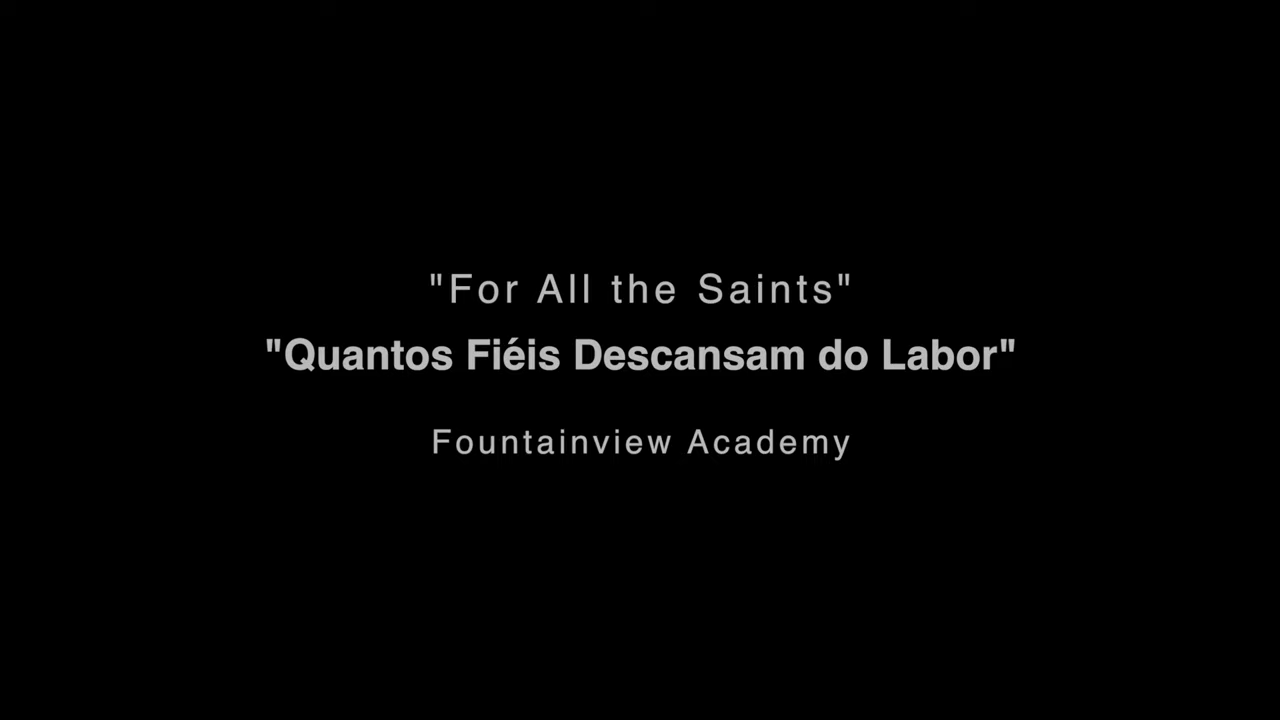 "For All the Saints"
"Quantos Fiéis Descansam do Labor"
Fountainview Academy